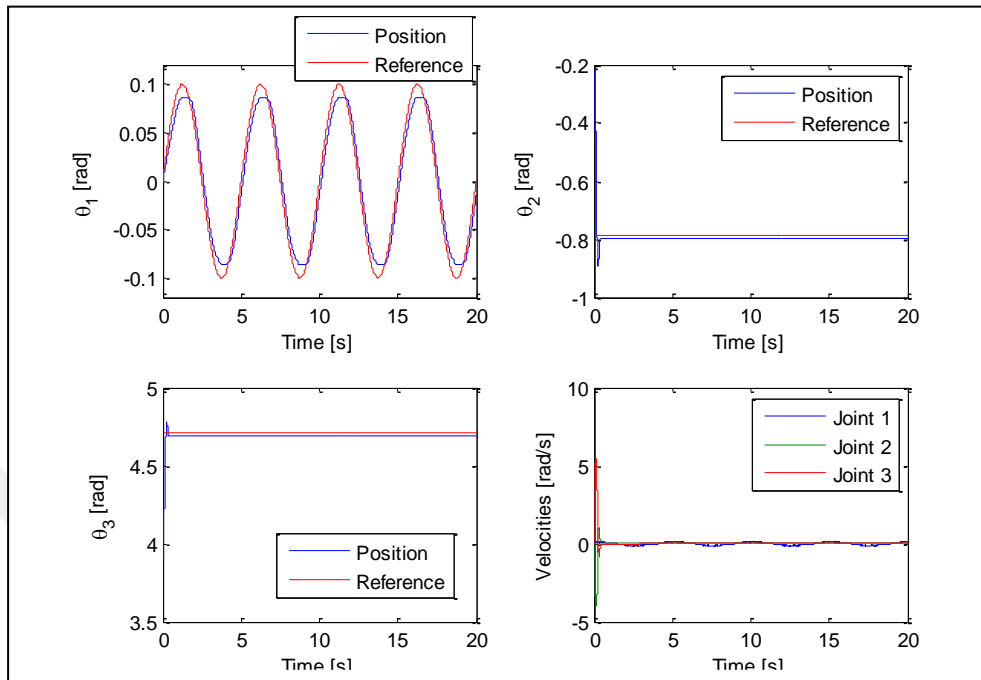 Position
Reference
0.1
0.05
0
-0.05
-0.1
θ1 [rad]
0 5 10 15 20
Time [s]
Position
Reference
-0.2
-0.4
-0.6
-0.8
-1
θ2 [rad]
0 5 10 15 20
Time [s]
5
4.5
4
3.5
θ3 [rad]
Position
Reference
0 5 10 15 20
Time [s]
10
5
0
-5
Velocities [rad/s]
Joint 1
Joint 2
Joint 3
0 5 10 15 20
Time [s]